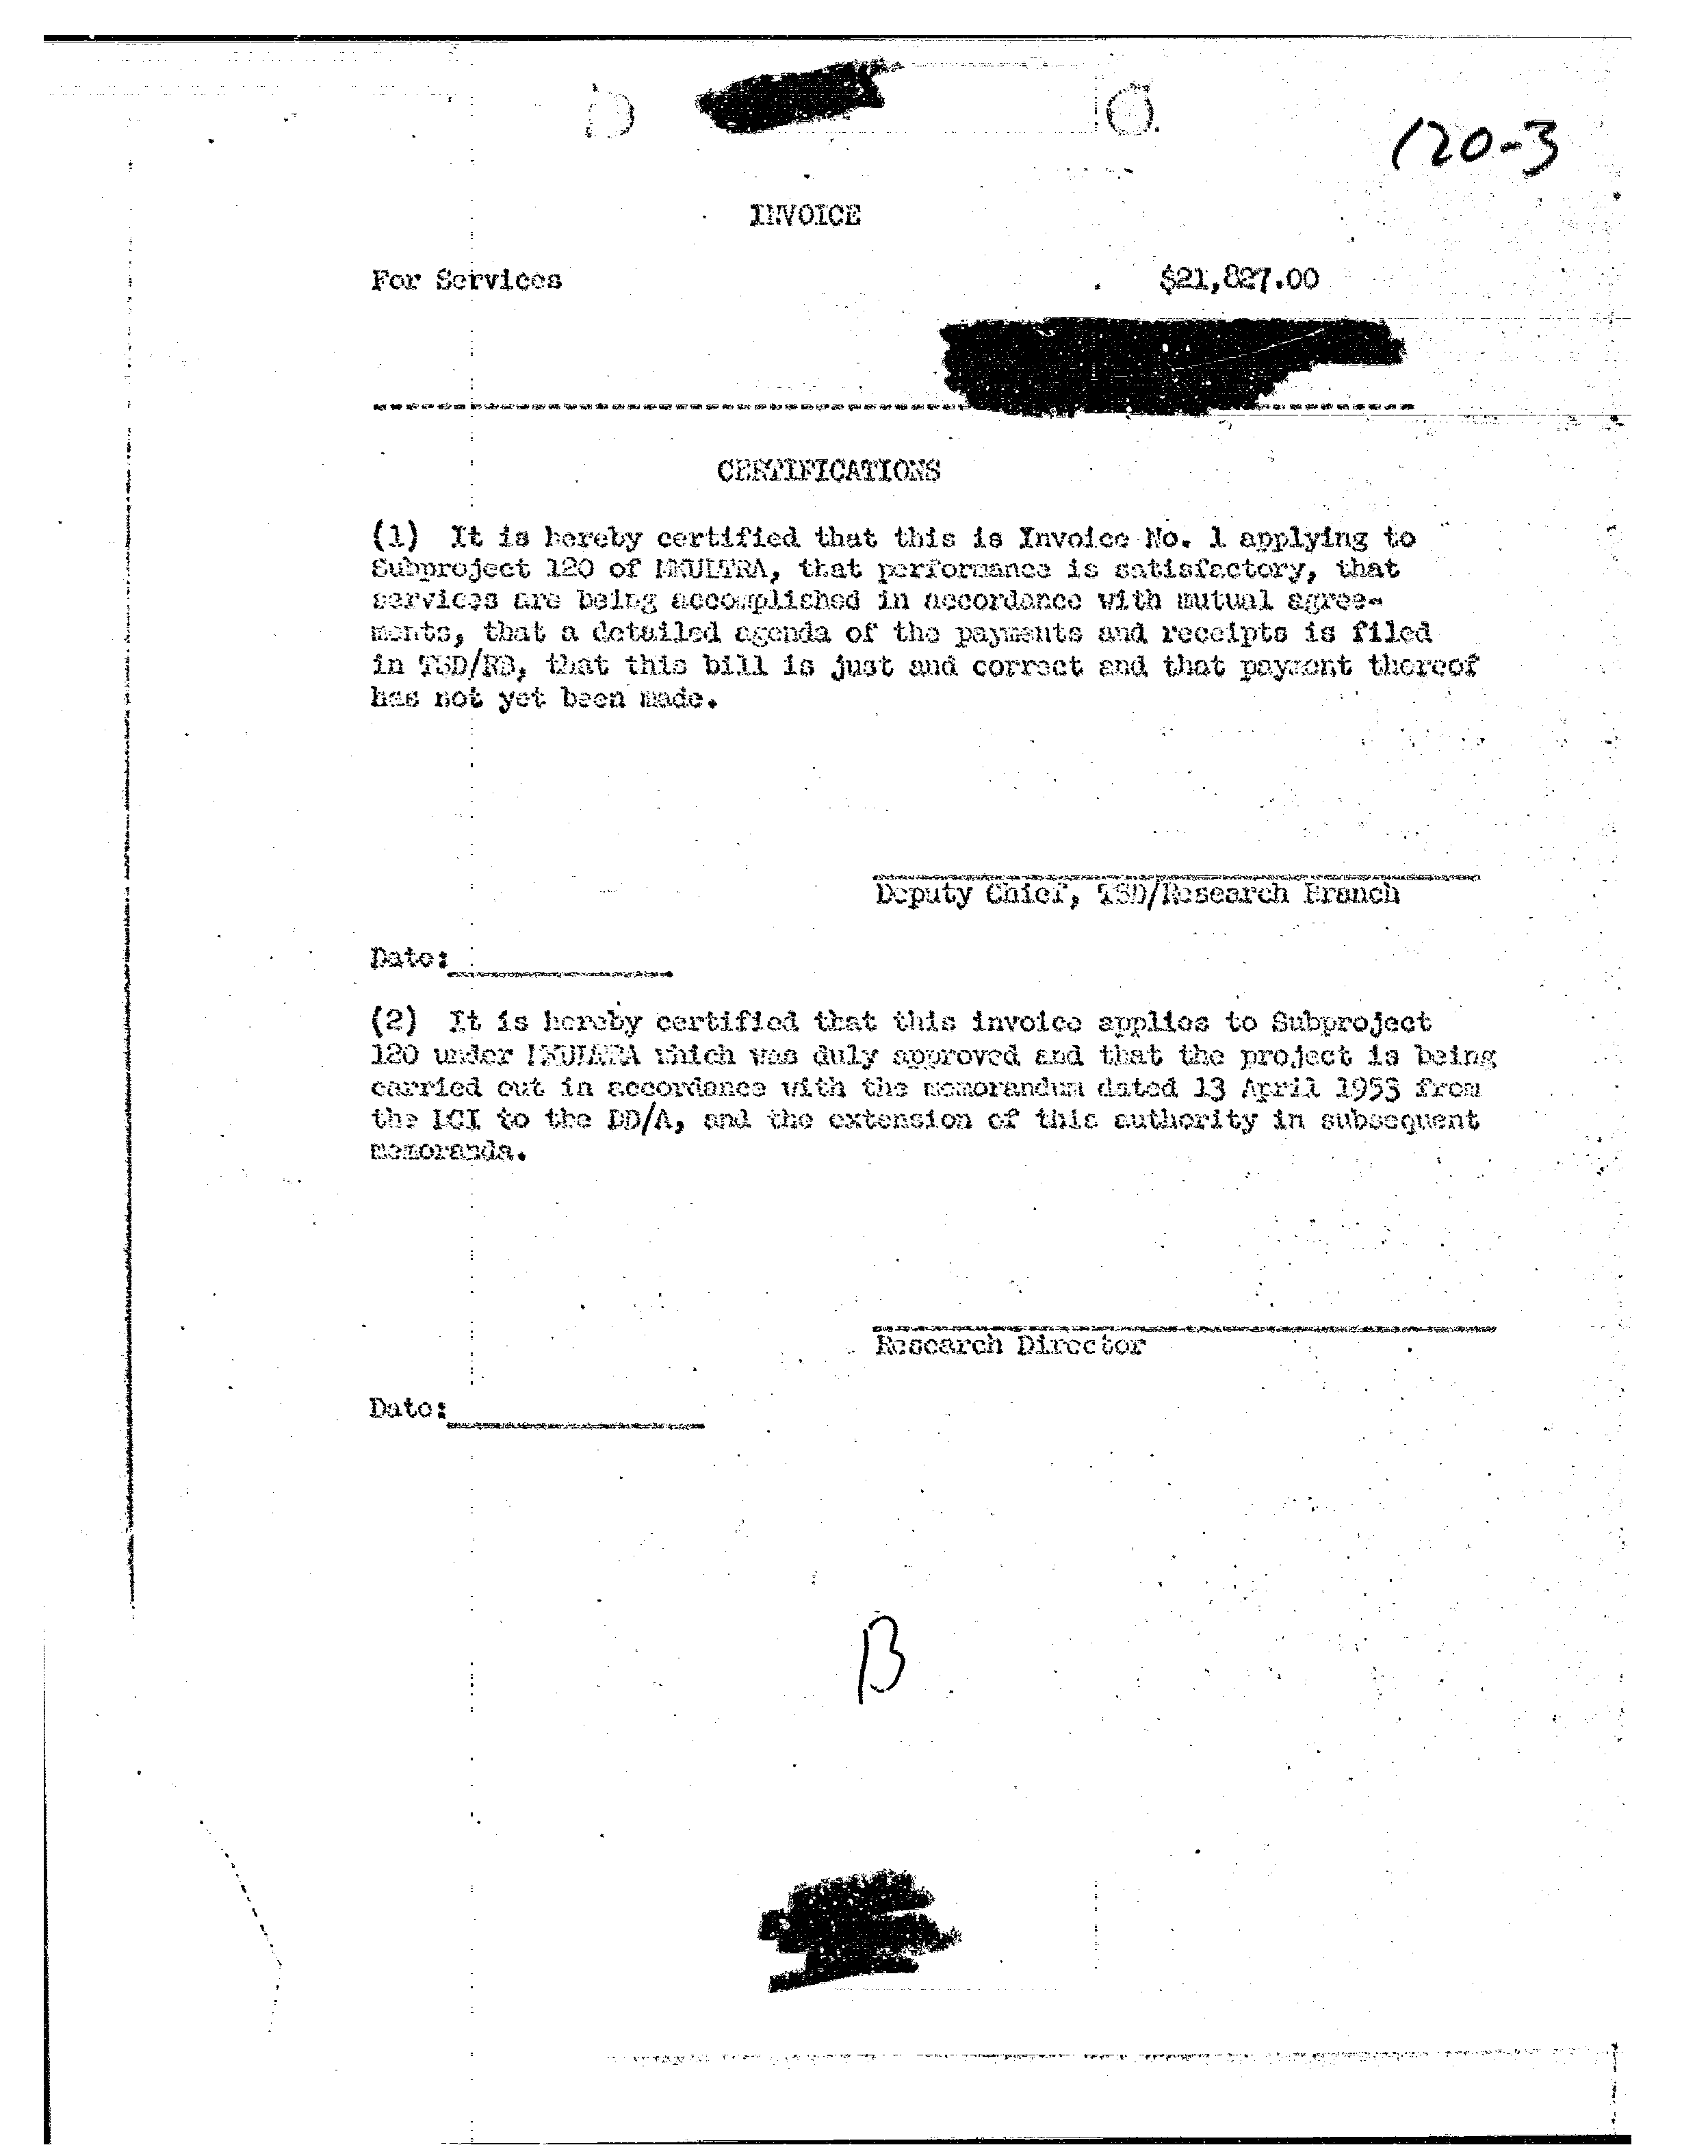 120-3
INVOICE
For Services $21,827.00
CERTIFICATIONS
(1) It is hereby certified that this is Invoice No. 1 applying to
Subproject 120 of MKULTRA, that performance is satisfactory, that
services are being accomplished in accordance with mutual agree-
ments, that a detailed agenda of the payments and receipts is filed
in TSD/RB, that this bill is just and correct and that payment thereof
has not yet been made.
Deputy Chief, TSD/Research Branch
Date:
(2) It is hereby certified that this invoice applies to Subproject
120 under MKULTRA which was duly approved and that the project is being
carried out in accordance with the memorandum dated 13 April 1953 from
the DCI to the DD/A, and the extension of this authority in subsequent
memoranda.
Research Director
Date:
B